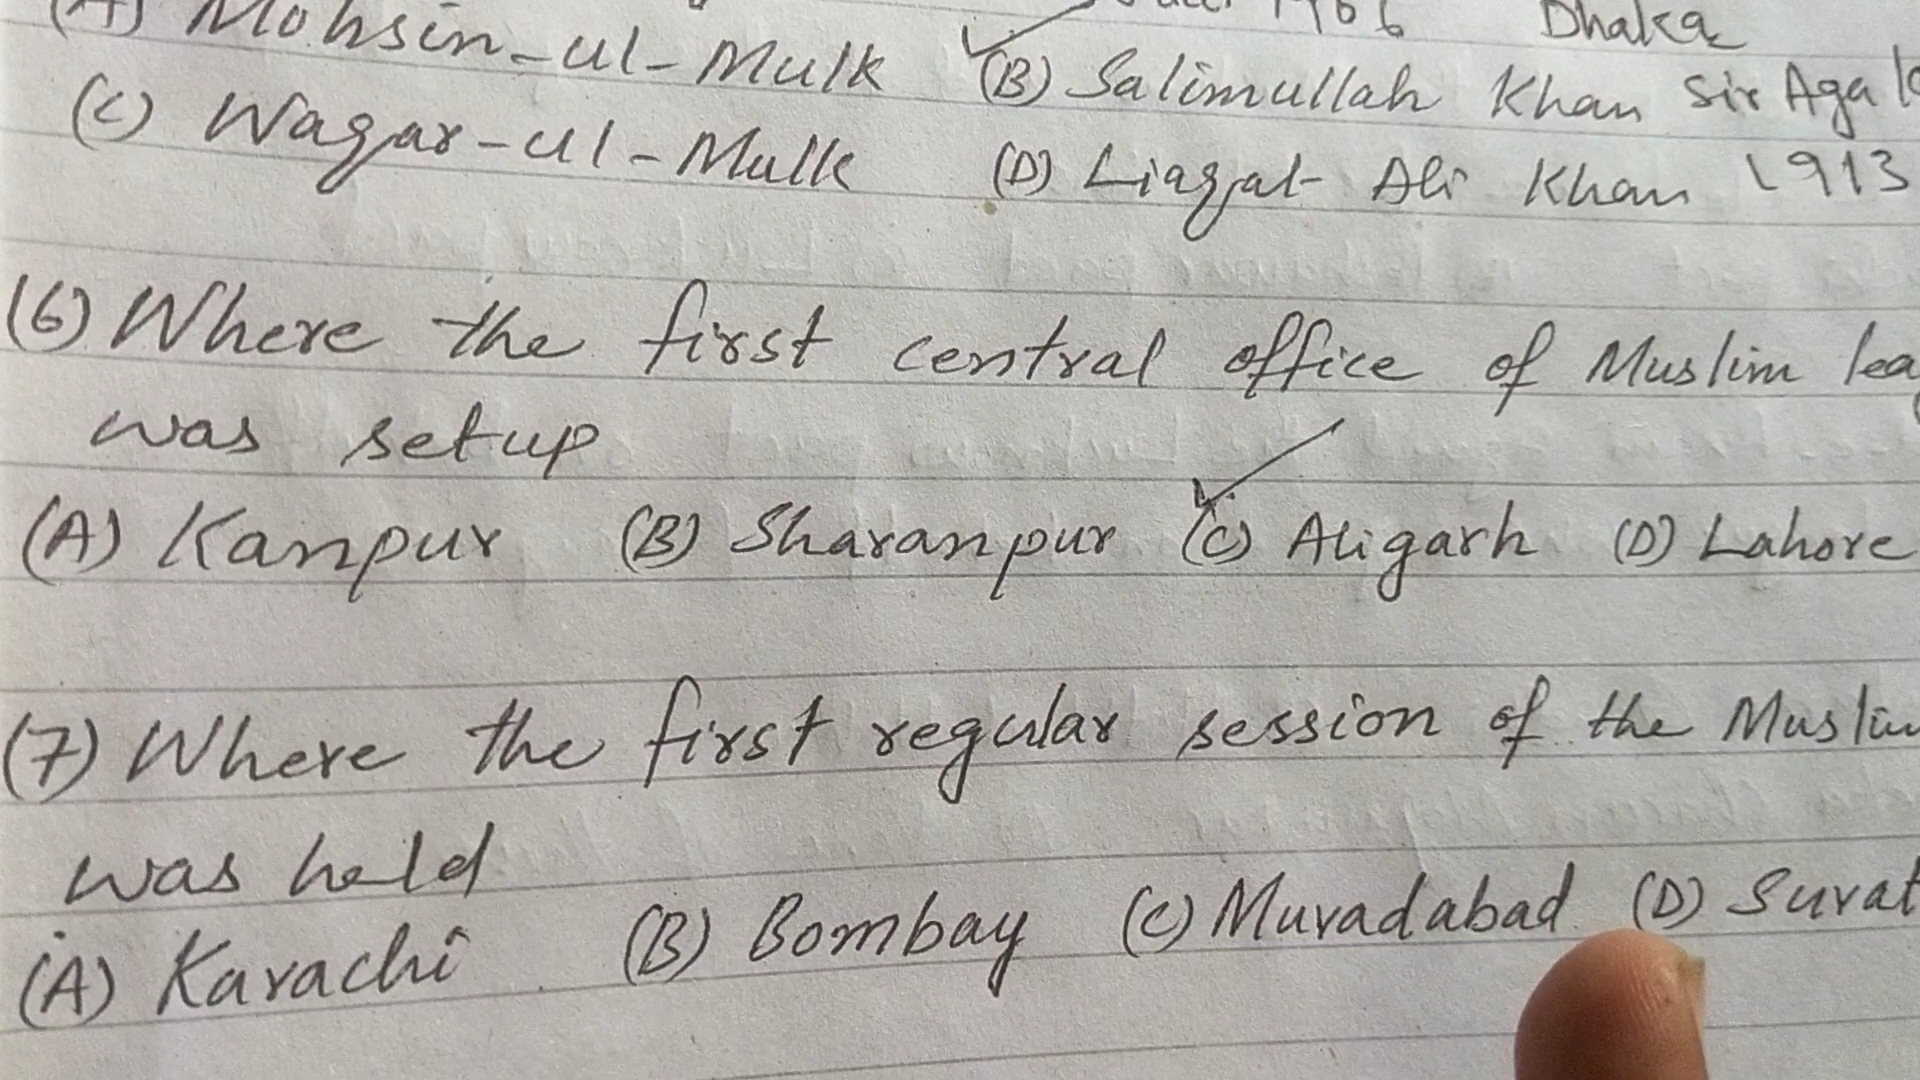 (A) Mohsin-ul-Mulk (B) Salimullah Khan Sir Aga
1906 Dhaka
(C) Waqar-ul-Mulk (D) Liaqat Ali Khan 1913
(6) Where the first central office of Muslim leag
was setup
(A) Kanpur (B) Sharanpur (C) Aligarh (D) Lahore
(7) Where the first regular session of the Muslim
was held
(A) Karachi (B) Bombay (C) Muradabad (D) Surat